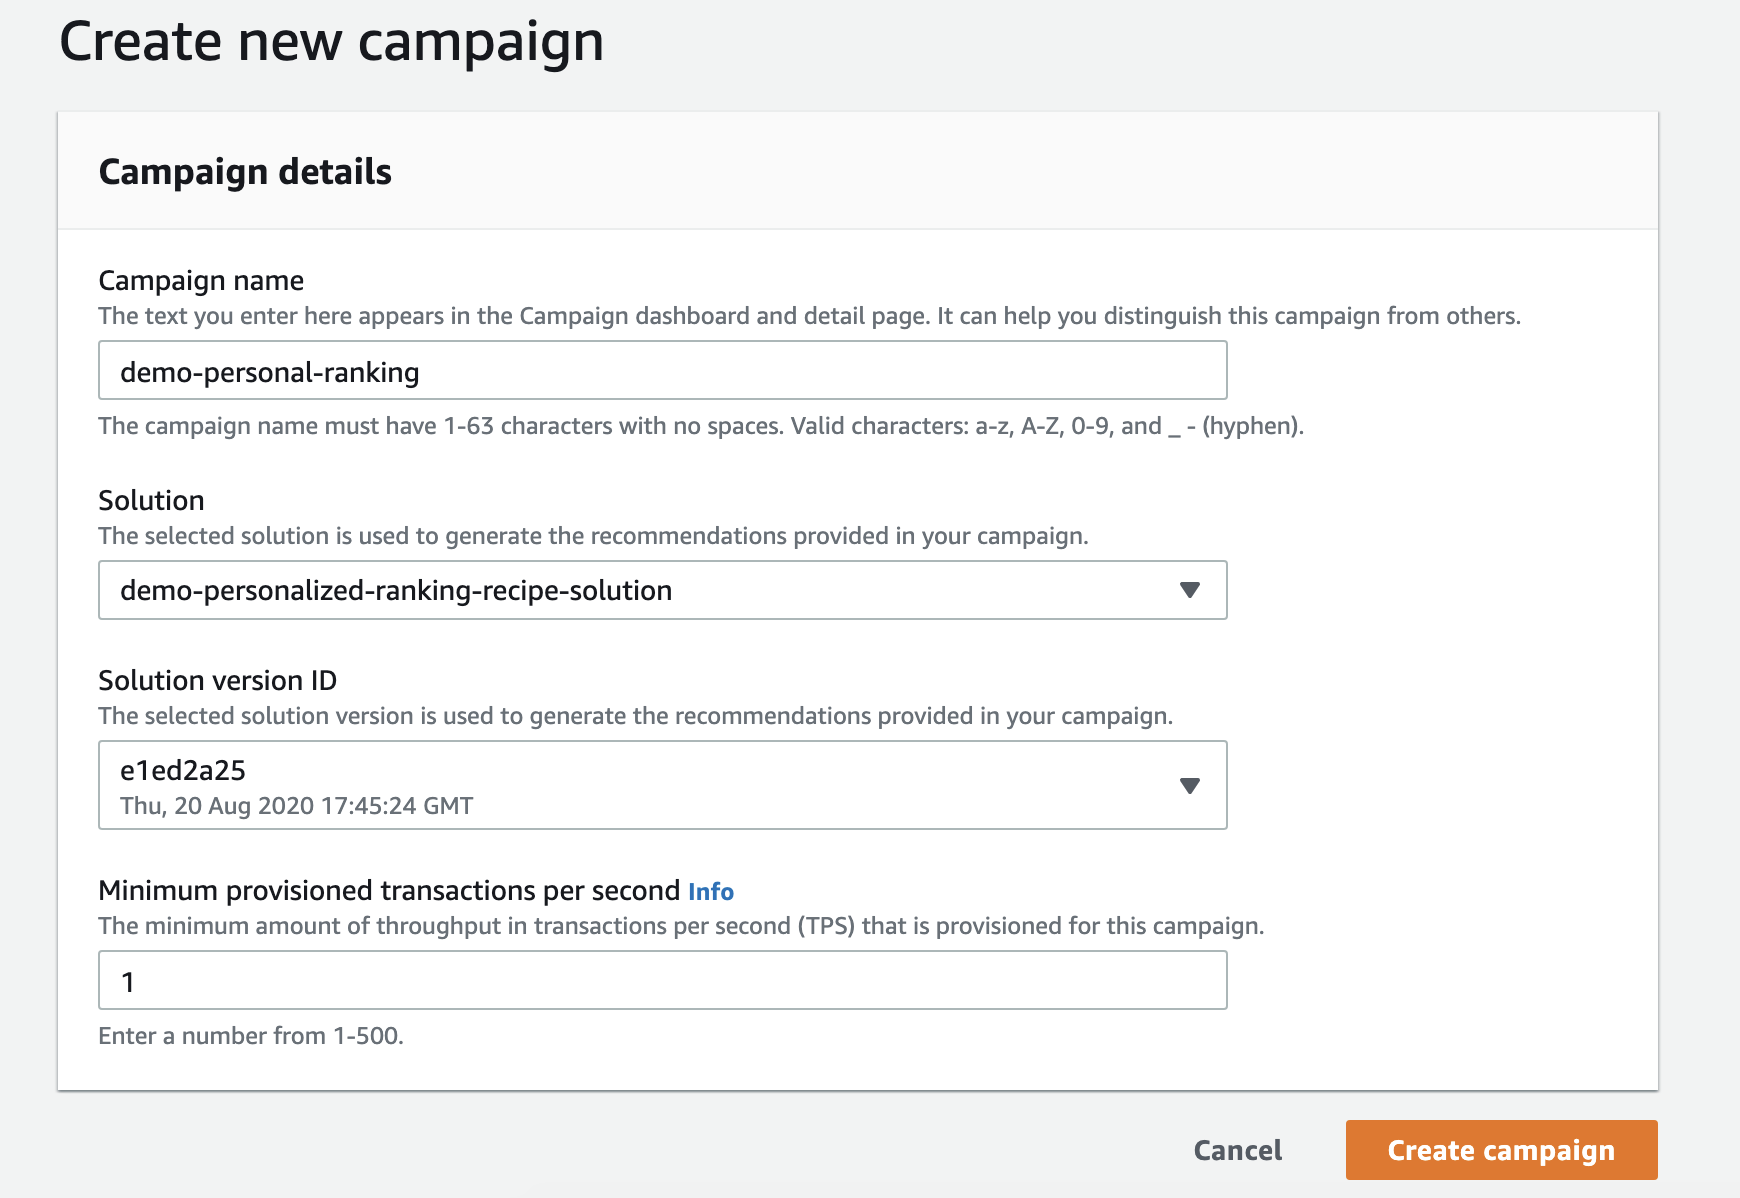 Create new campaign
Campaign details
Campaign name
The text you enter here appears in the Campaign dashboard and detail page. It can help you distinguish this campaign from others.
demo-personal-ranking
The campaign name must have 1-63 characters with no spaces. Valid characters: a-z, A-Z, 0-9, and _ - (hyphen).
Solution
The selected solution is used to generate the recommendations provided in your campaign.
demo-personalized-ranking-recipe-solution
Solution version ID
The selected solution version is used to generate the recommendations provided in your campaign.
e1ed2a25
Thu, 20 Aug 2020 17:45:24 GMT
Minimum provisioned transactions per second Info
The minimum amount of throughput in transactions per second (TPS) that is provisioned for this campaign.
1
Enter a number from 1-500.
Cancel Create campaign